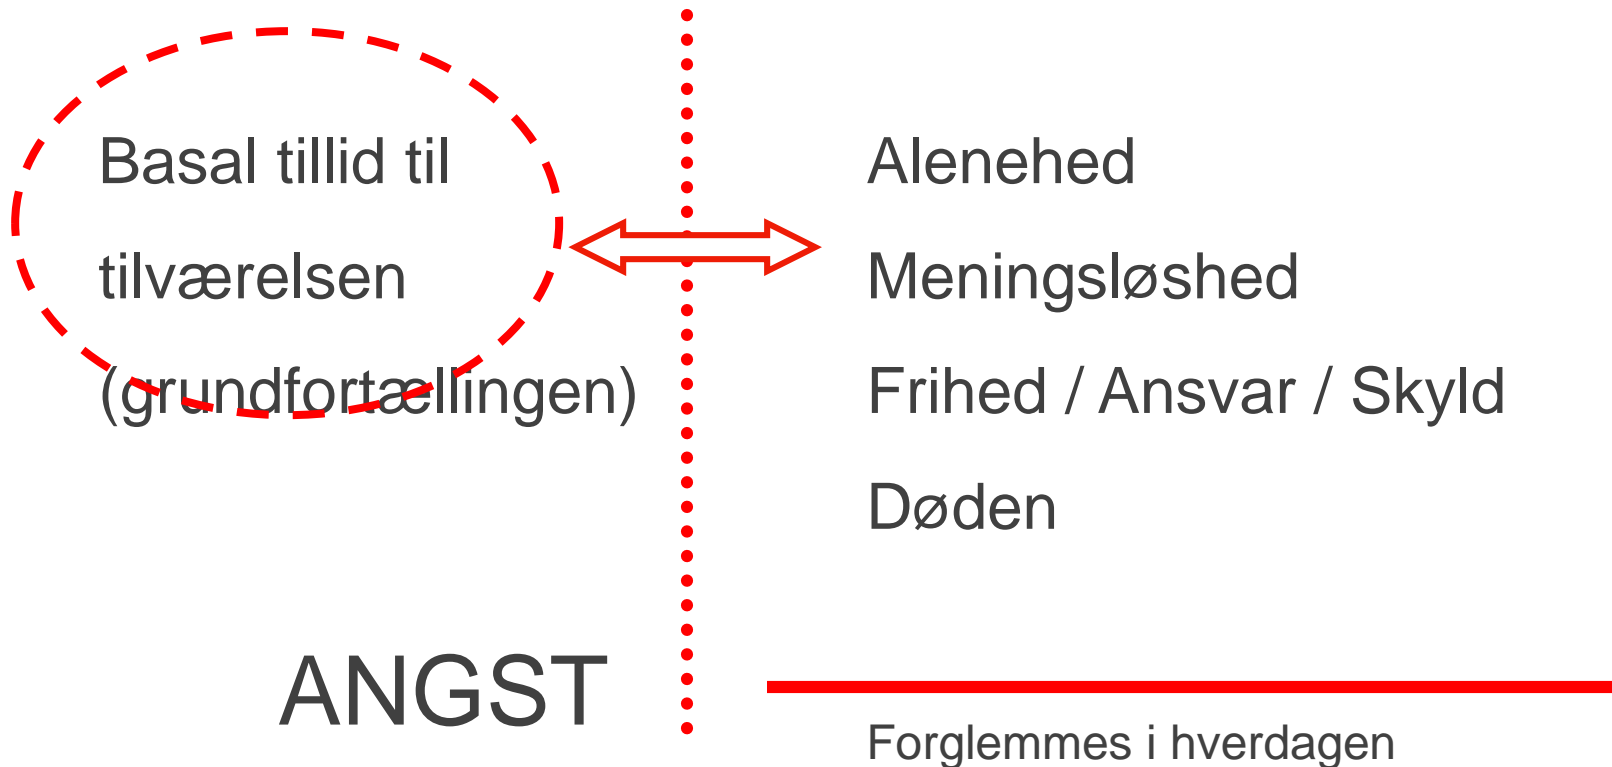 Basal tillid til
tilværelsen
(grundfortællingen)
ANGST
Alenehed
Meningsløshed
Frihed / Ansvar / Skyld
Døden
Forglemmes i hverdagen